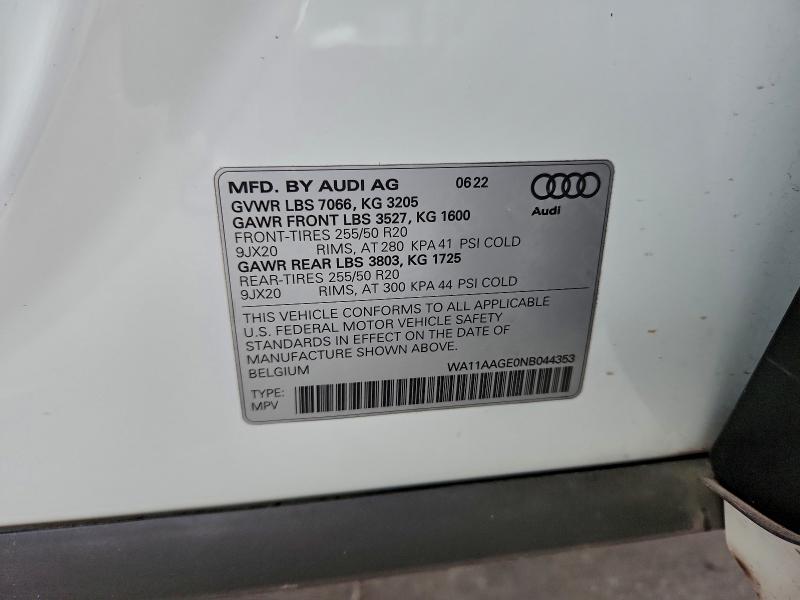 MFD. BY AUDI AG 06 22
Audi
GVWR LBS 7066, KG 3205
GAWR FRONT LBS 3527, KG 1600
FRONT-TIRES 255/50 R20
9JX20 RIMS, AT 280 KPA 41 PSI COLD
GAWR REAR LBS 3803, KG 1725
REAR-TIRES 255/50 R20
9JX20 RIMS, AT 300 KPA 44 PSI COLD
THIS VEHICLE CONFORMS TO ALL APPLICABLE
U.S. FEDERAL MOTOR VEHICLE SAFETY
STANDARDS IN EFFECT ON THE DATE OF
MANUFACTURE SHOWN ABOVE.
BELGIUM WA11AAGE0NB044353
TYPE:
MPV